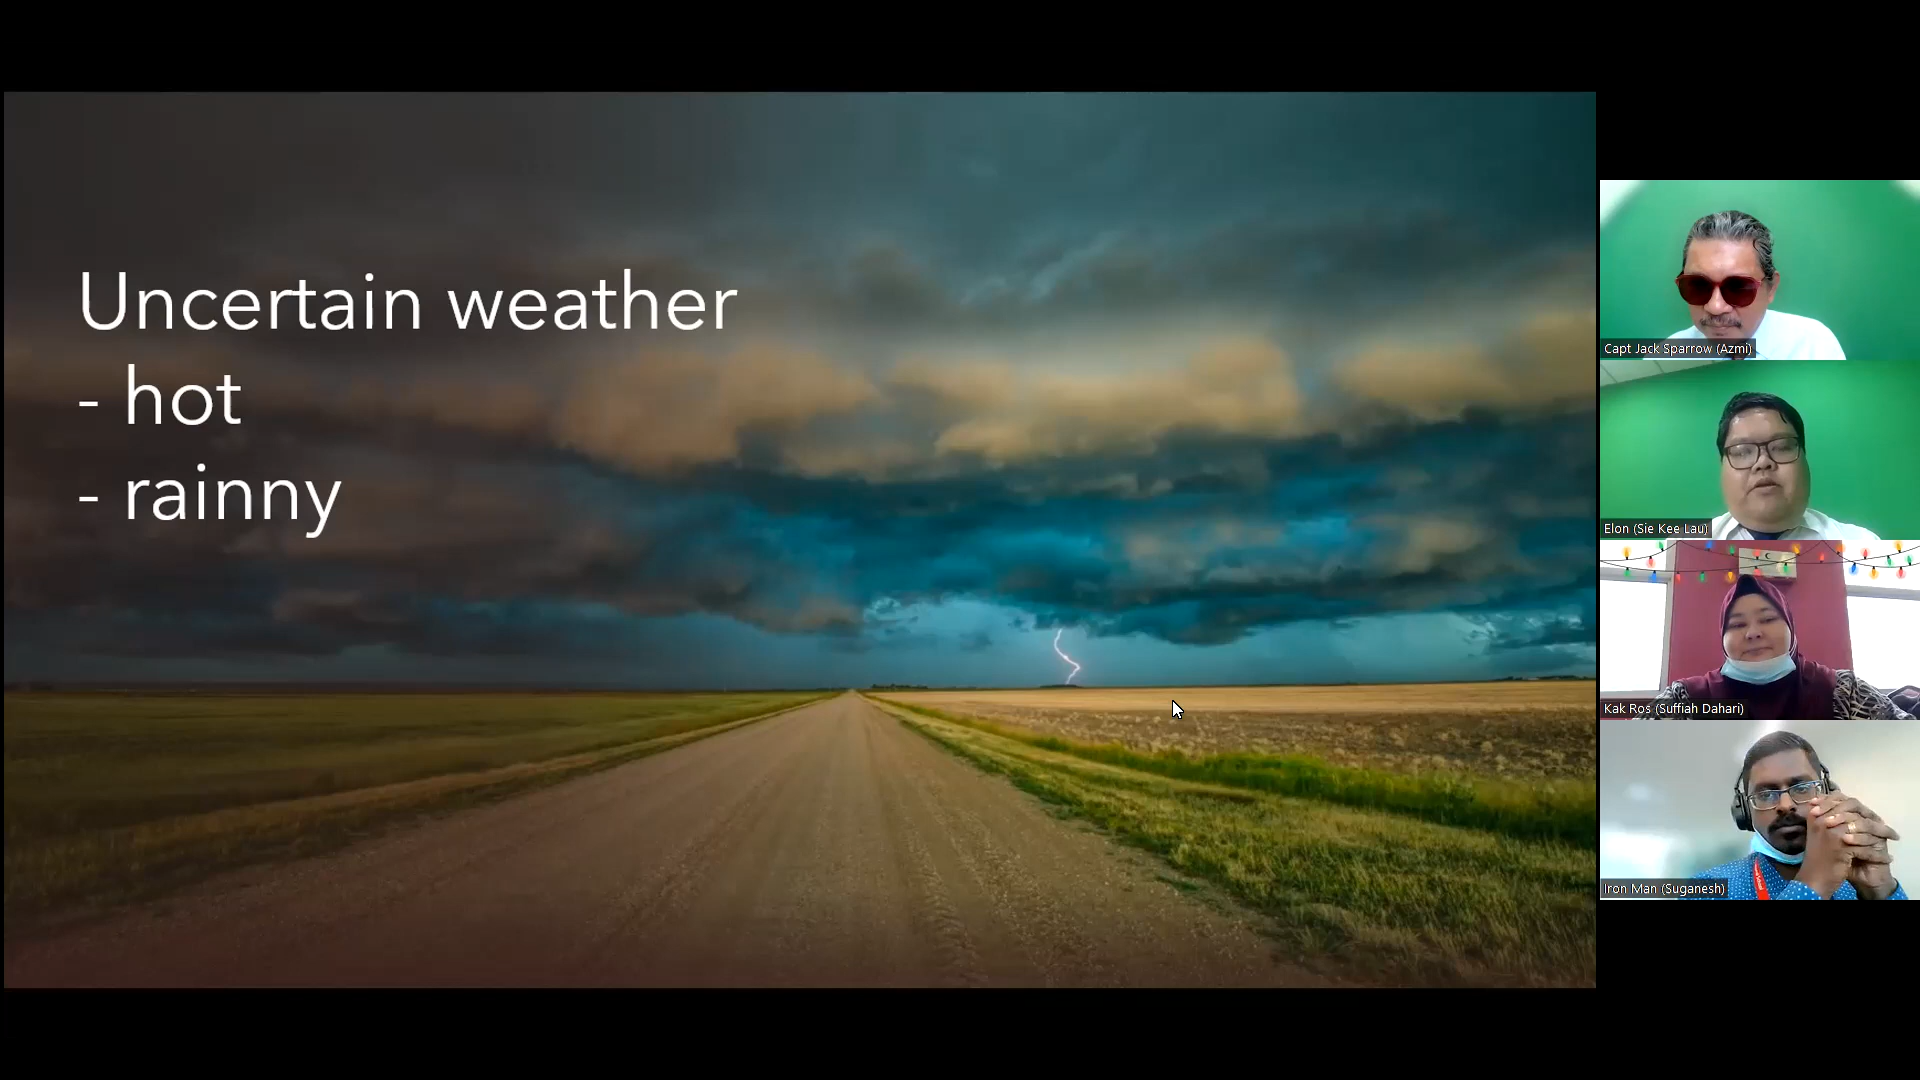 Uncertain weather
- hot
- rainny
Capt Jack Sparrow (Azmi)
Elon (Sie Kee Lau)
Kak Ros (Suffiah Dahari)
Iron Man (Suganesh)